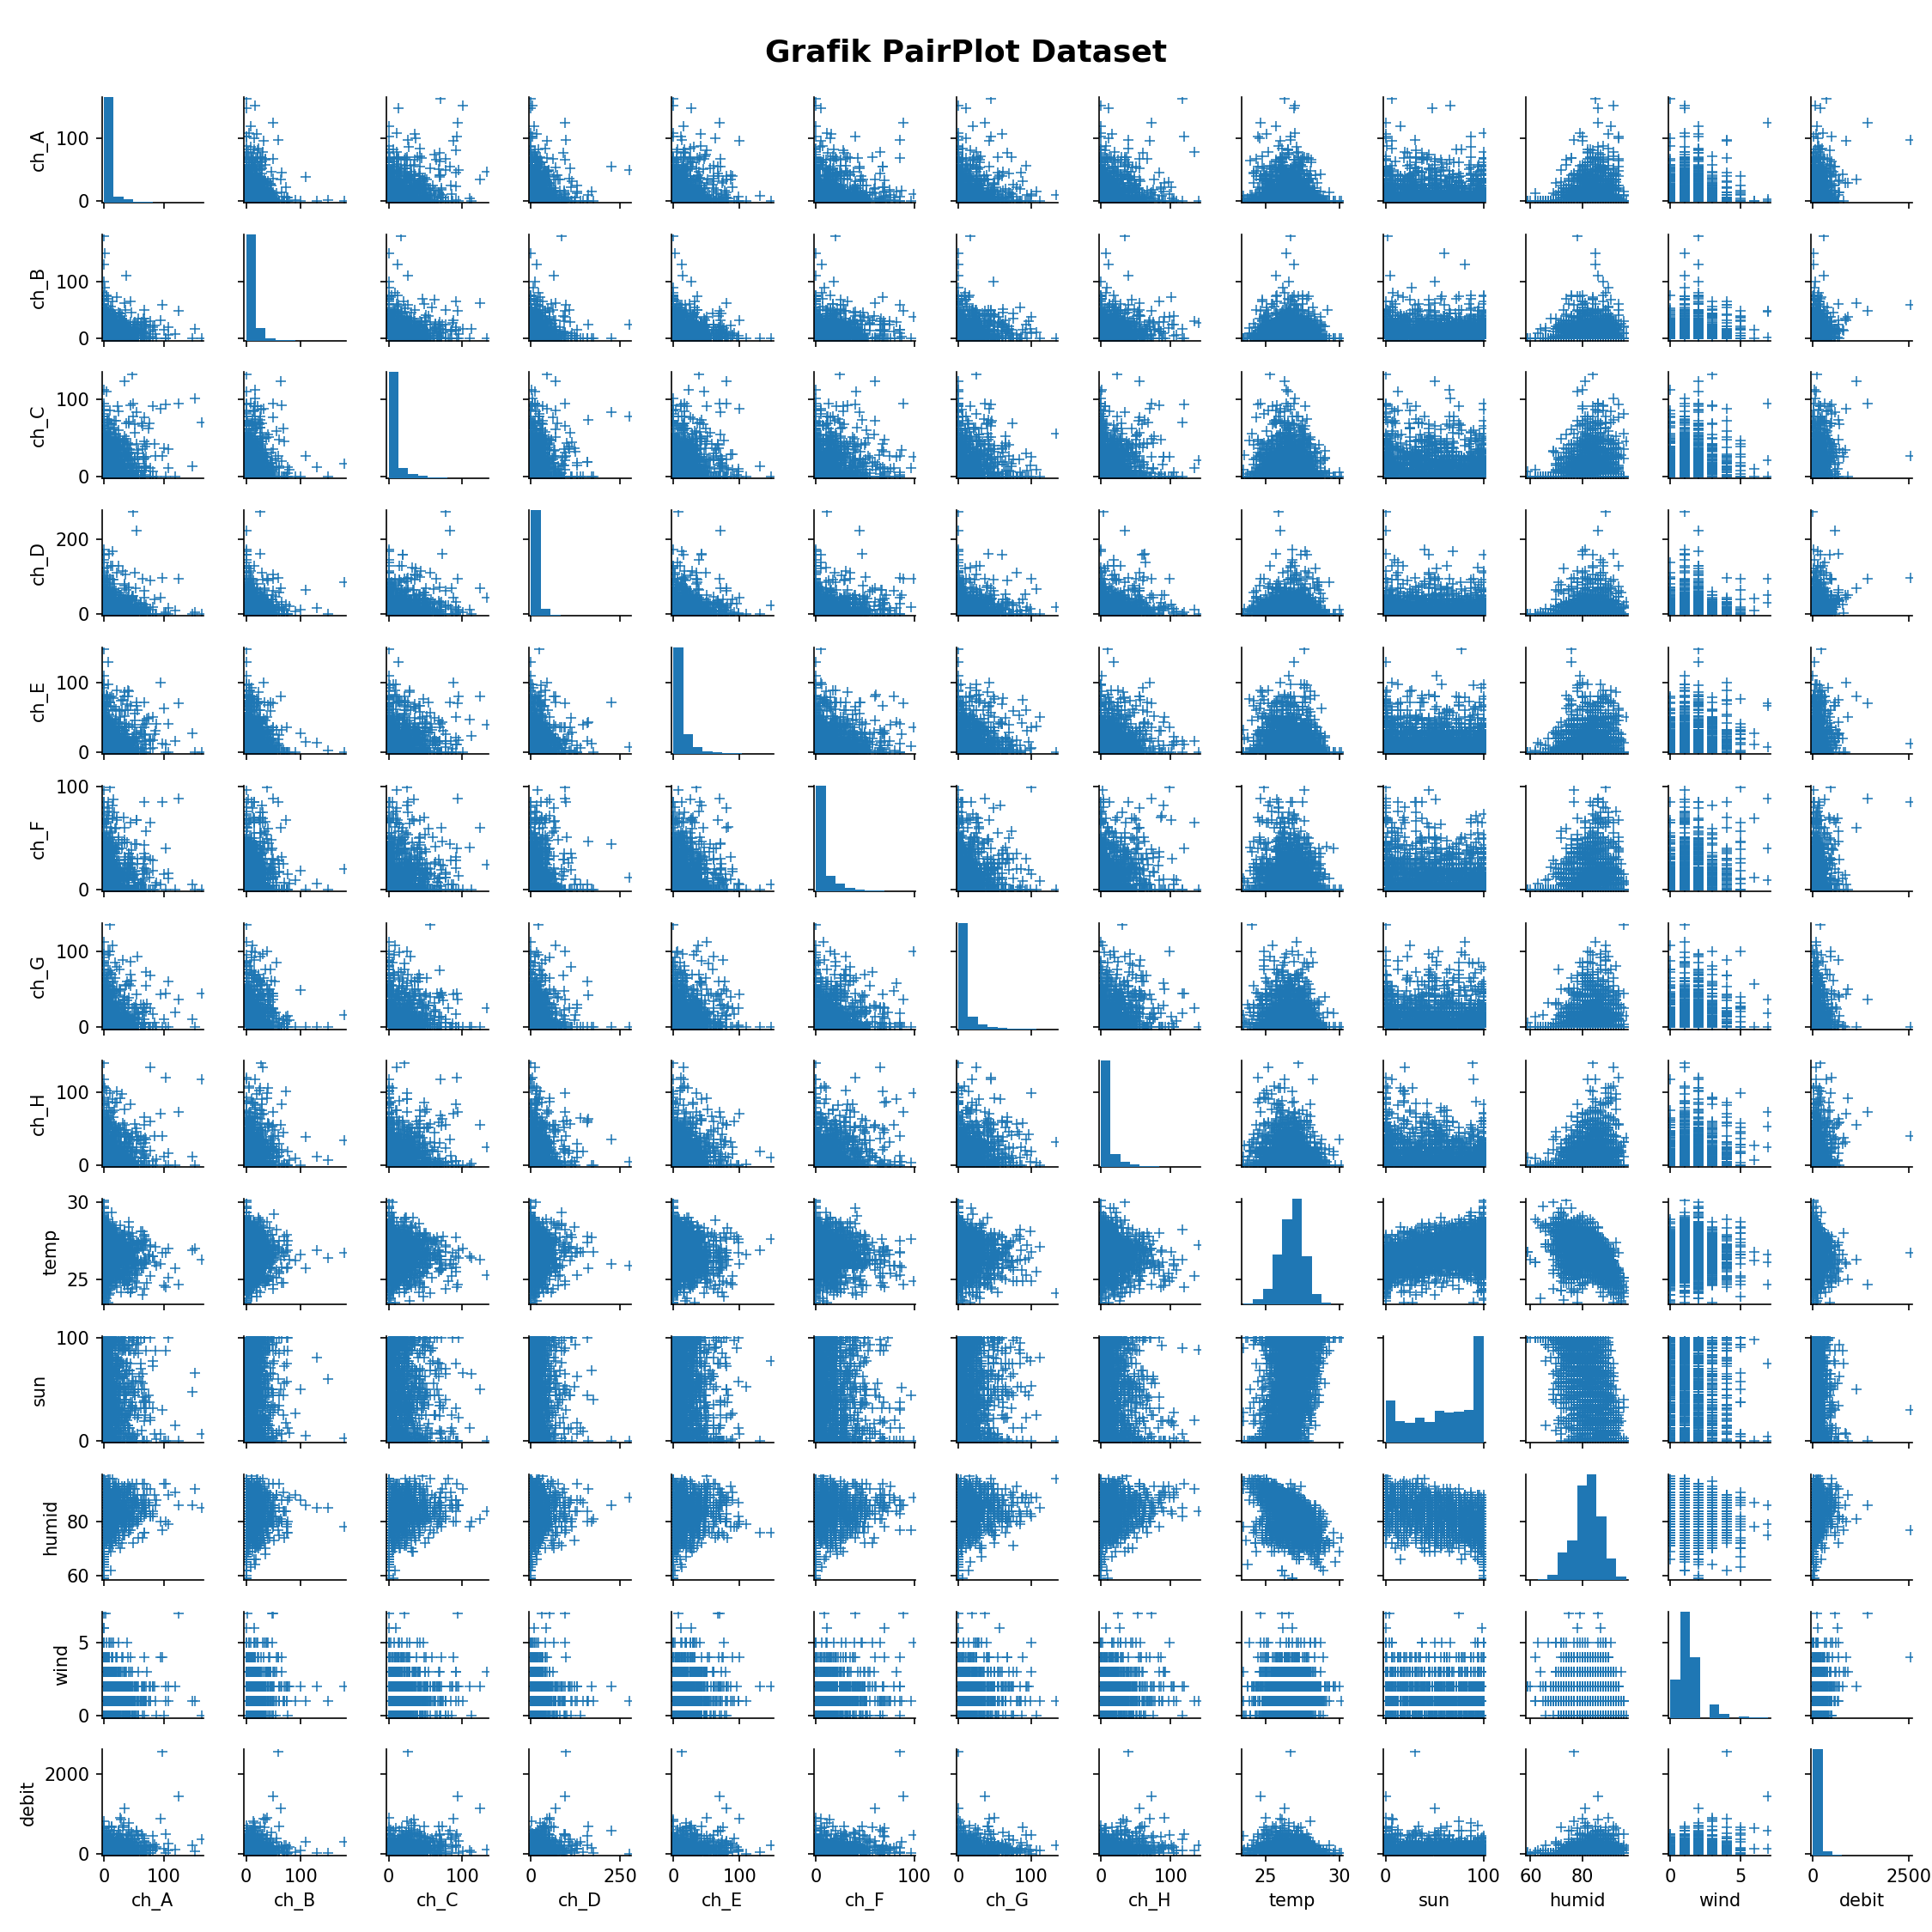 Grafik PairPlot Dataset
ch_A
100
0
ch_B
100
0
ch_C
100
0
ch_D
200
0
ch_E
100
0
ch_F
100
0
ch_G
100
0
ch_H
100
0
temp
30
25
sun
100
0
humid
80
60
wind
5
0
debit
2000
0
0 100 0 100 0 100 0 250 0 100 0 100 0 100 0 100 25 30 0 100 60 80 0 5 0 2500
ch_A ch_B ch_C ch_D ch_E ch_F ch_G ch_H temp sun humid wind debit